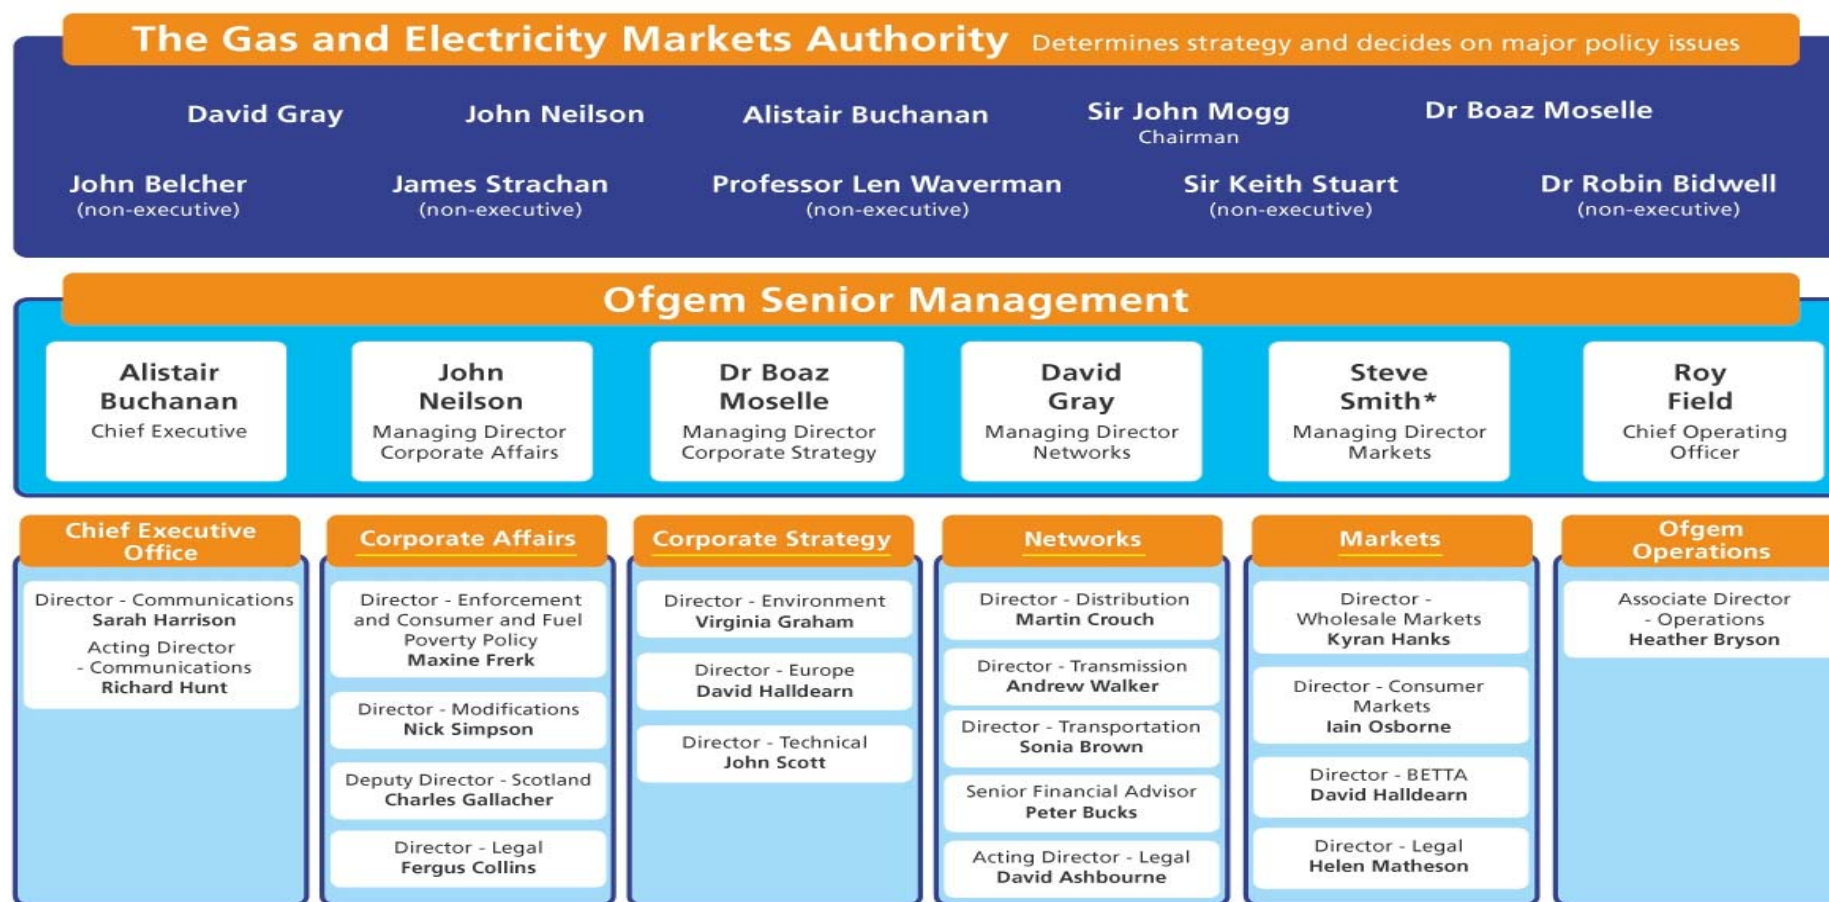 The Gas and Electricity Markets Authority Determines strategy and decides on major policy issues
David Gray
John Neilson
Alistair Buchanan
Sir John Mogg
Chairman
Dr Boaz Moselle
John Belcher
(non-executive)
James Strachan
(non-executive)
Professor Len Waverman
(non-executive)
Sir Keith Stuart
(non-executive)
Dr Robin Bidwell
(non-executive)
Ofgem Senior Management
Alistair
Buchanan
Chief Executive
John
Neilson
Managing Director
Corporate Affairs
Dr Boaz
Moselle
Managing Director
Corporate Strategy
David
Gray
Managing Director
Networks
Steve
Smith*
Managing Director
Markets
Roy
Field
Chief Operating
Officer
Chief Executive
Office
Director - Communications
Sarah Harrison
Acting Director
- Communications
Richard Hunt
Corporate Affairs
Director - Enforcement
and Consumer and Fuel
Poverty Policy
Maxine Frerk
Director - Modifications
Nick Simpson
Deputy Director - Scotland
Charles Gallacher
Director - Legal
Fergus Collins
Corporate Strategy
Director - Environment
Virginia Graham
Director - Europe
David Halldearn
Director - Technical
John Scott
Networks
Director - Distribution
Martin Crouch
Director - Transmission
Andrew Walker
Director - Transportation
Sonia Brown
Senior Financial Advisor
Peter Bucks
Acting Director - Legal
David Ashbourne
Markets
Director -
Wholesale Markets
Kyran Hanks
Director - Consumer
Markets
Iain Osborne
Director - BETTA
David Halldearn
Director - Legal
Helen Matheson
Ofgem
Operations
Associate Director
- Operations
Heather Bryson